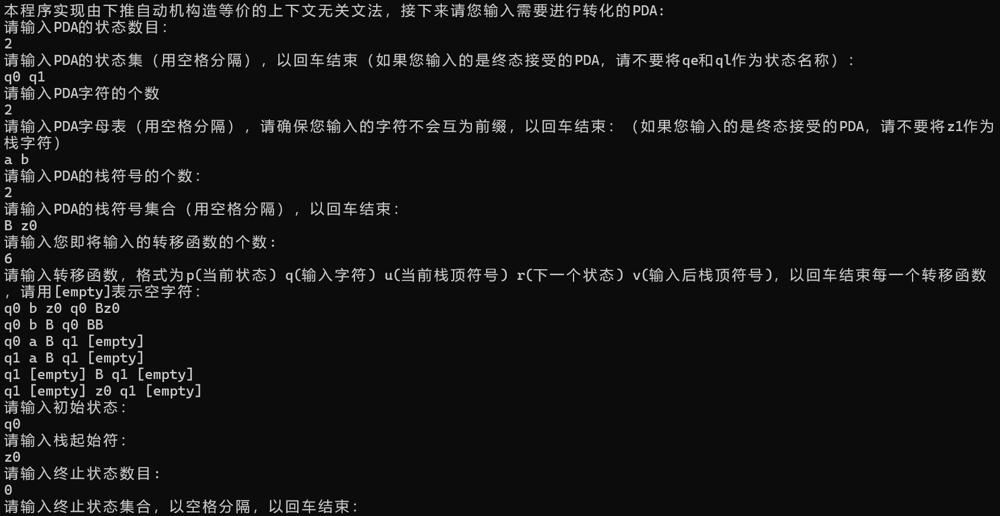 本程序实现由下推自动机构造等价的上下文无关文法，接下来请您输入需要进行转化的PDA：
请输入PDA的状态数目：
2
请输入PDA的状态集（用空格分隔），以回车结束（如果您输入的是终态接受的PDA，请不要将qe和ql作为状态名称）：
q0 q1
请输入PDA字符的个数
2
请输入PDA字母表（用空格分隔），请确保您输入的字符不会互为前缀，以回车结束：（如果您输入的是终态接受的PDA，请不要将z1作为
栈字符）
a b
请输入PDA的栈符号的个数：
2
请输入PDA的栈符号集合（用空格分隔），以回车结束：
B z0
请输入您即将输入的转移函数的个数：
6
请输入转移函数，格式为p(当前状态) q(输入字符) u(当前栈顶符号) r(下一个状态) v(输入后栈顶符号)，以回车结束每一个转移函数
，请用[empty]表示空字符：
q0 b z0 q0 Bz0
q0 b B q0 BB
q0 a B q1 [empty]
q1 a B q1 [empty]
q1 [empty] B q1 [empty]
q1 [empty] z0 q1 [empty]
请输入初始状态：
q0
请输入栈起始符：
z0
请输入终止状态数目：
0
请输入终止状态集合，以空格分隔，以回车结束：